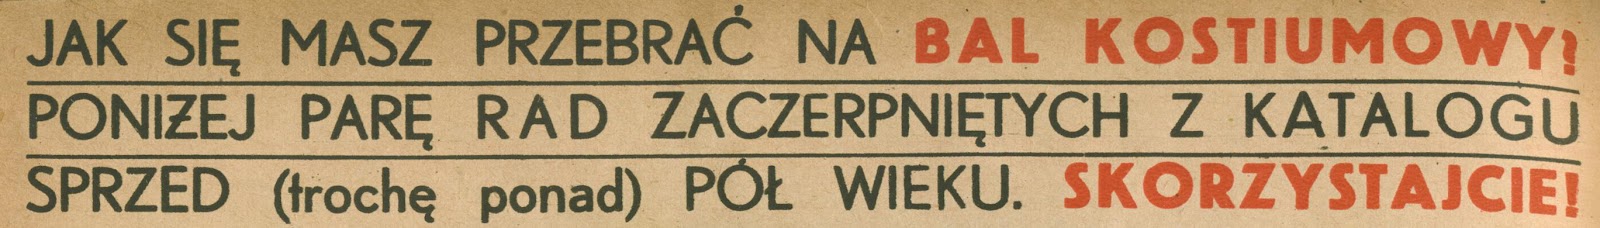 JAK SIĘ MASZ PRZEBRAĆ NA BAL KOSTIUMOWY?
PONIŻEJ PARĘ RAD ZACZERPNIĘTYCH Z KATALOGU
SPRZED (trochę ponad) PÓŁ WIEKU. SKORZYSTAJCIE!